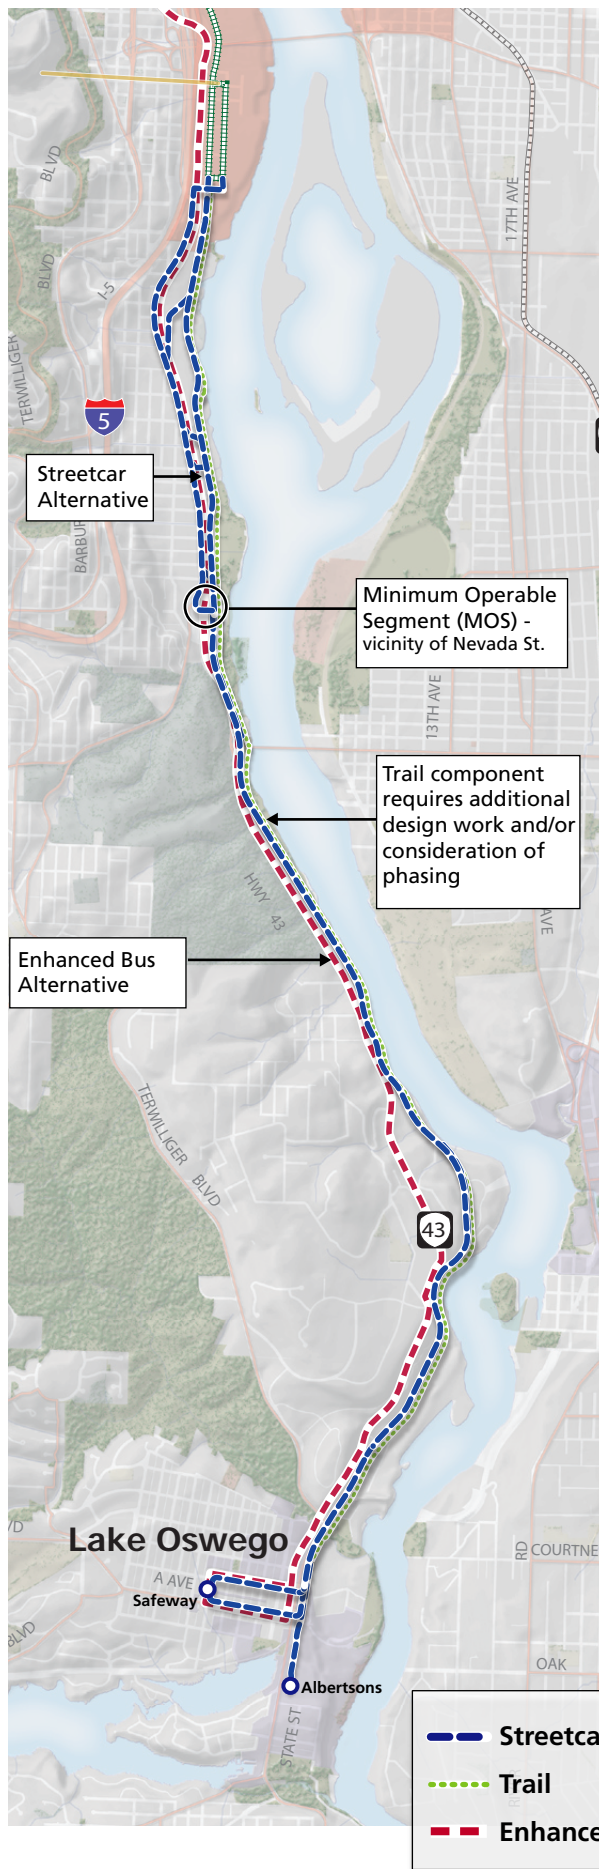 BLVD
17TH AVE
BLVD
I-5
TERWILLIGER
5
Streetcar
Alternative
BARBUR
Minimum Operable
Segment (MOS) -
vicinity of Nevada St.
13TH AVE
Trail component
requires additional
design work and/or
consideration of
phasing
HWY 43
AVE
Enhanced Bus
Alternative
TERWILLIGER BLVD
43
Lake Oswego
RD COURTNE
A AVE
Safeway
VD
BLVD
OAK
Albertsons
STATE ST
Streetca
Trail
Enhance